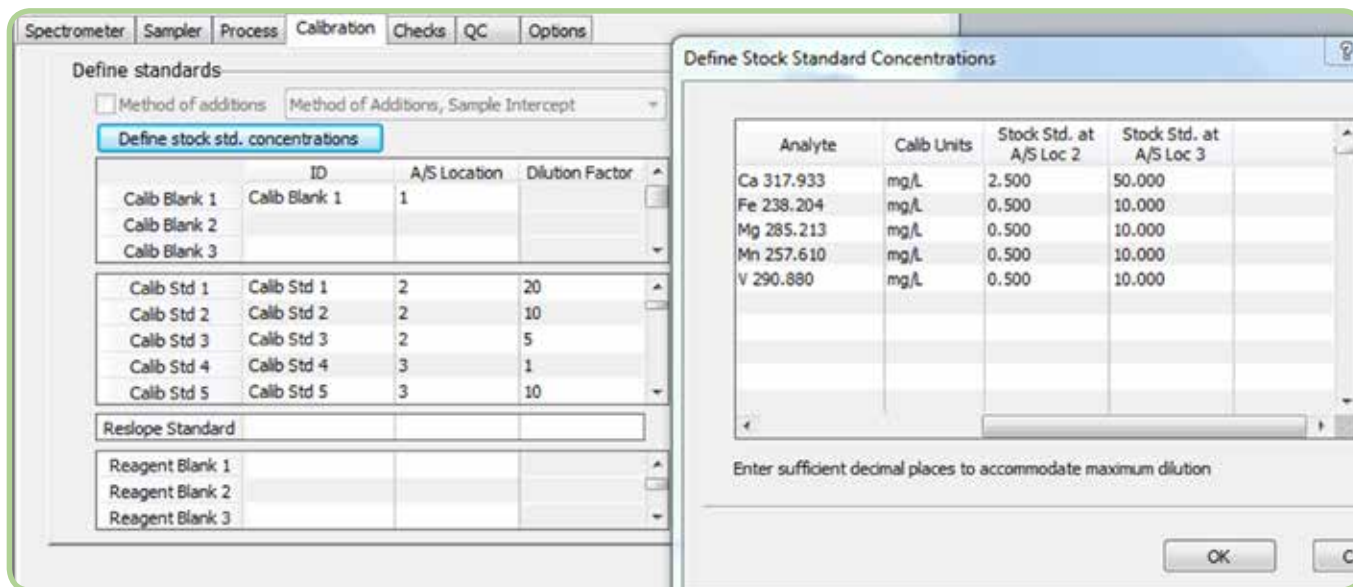 Spectrometer Sampler Process Calibration Checks QC Options
Define standards
Method of additions Method of Additions, Sample Intercept
Define stock std. concentrations
ID A/S Location Dilution Factor
Calib Blank 1 Calib Blank 1 1
Calib Blank 2
Calib Blank 3
Calib Std 1 Calib Std 1 2 20
Calib Std 2 Calib Std 2 2 10
Calib Std 3 Calib Std 3 2 5
Calib Std 4 Calib Std 4 3 1
Calib Std 5 Calib Std 5 3 10
Reslope Standard
Reagent Blank 1
Reagent Blank 2
Reagent Blank 3
Define Stock Standard Concentrations ?
Analyte Calib Units Stock Std. at A/S Loc 2 Stock Std. at A/S Loc 3
Ca 317.933 mg/L 2.500 50.000
Fe 238.204 mg/L 0.500 10.000
Mg 285.213 mg/L 0.500 10.000
Mn 257.610 mg/L 0.500 10.000
V 290.880 mg/L 0.500 10.000
Enter sufficient decimal places to accommodate maximum dilution
OK